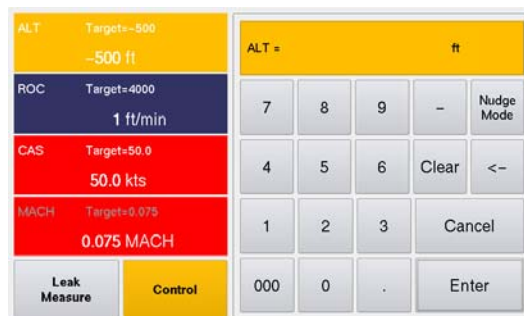 ALT Target=-500
-500 ft
ROC Target=4000
1 ft/min
CAS Target=50.0
50.0 kts
MACH Target=0.075
0.075 MACH
Leak
Measure
Control
ALT = ft
7 8 9 - Nudge
Mode
4 5 6 Clear <-
1 2 3 Cancel
000 0 . Enter